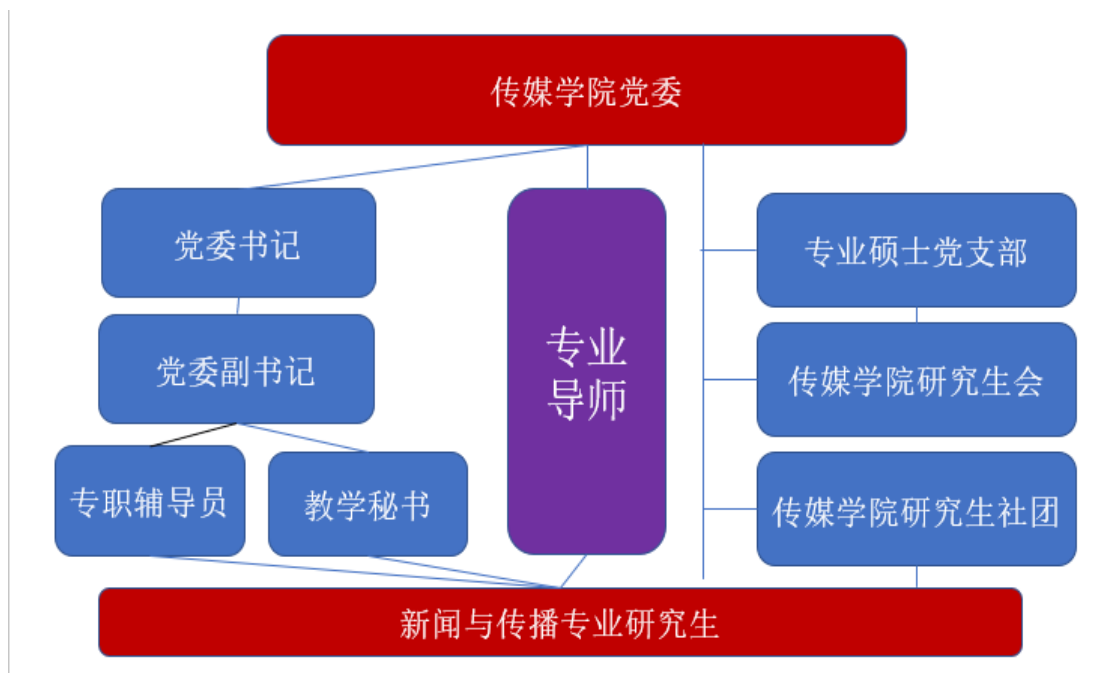 传媒学院党委
党委书记
党委副书记
专职辅导员
教学秘书
专业
导师
专业硕士党支部
传媒学院研究生会
传媒学院研究生社团
新闻与传播专业研究生